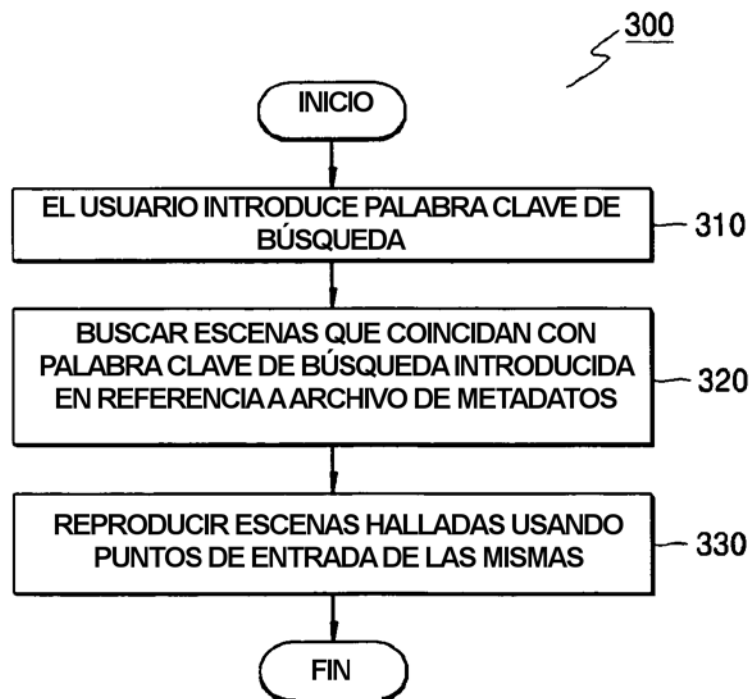 300
INICIO
EL USUARIO INTRODUCE PALABRA CLAVE DE
BÚSQUEDA
310
BUSCAR ESCENAS QUE COINCIDAN CON
PALABRA CLAVE DE BÚSQUEDA INTRODUCIDA
EN REFERENCIA A ARCHIVO DE METADATOS
320
REPRODUCIR ESCENAS HALLADAS USANDO
PUNTOS DE ENTRADA DE LAS MISMAS
330
FIN